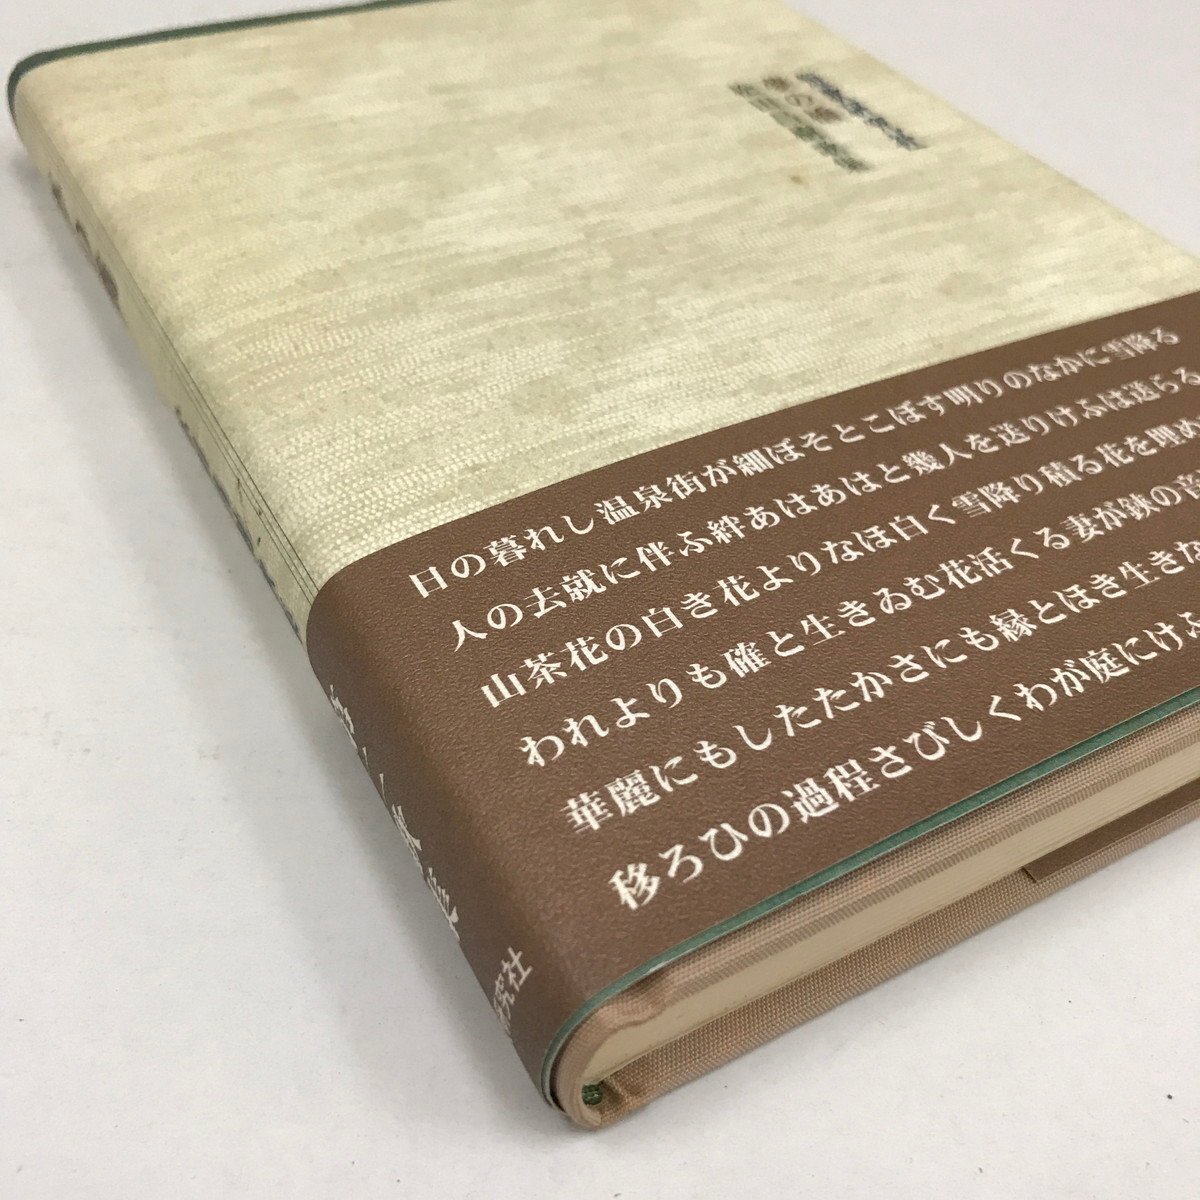 日の暮れし温泉街が細ぼそとこぼす明りのなかに雪降る
人の去就に伴ふ絆あはあはと幾人を送りけふは送らる
山茶花の白き花よりなほ白く雪降り積る花を埋め
われよりも確と生きゐむ花活くる妻が鋏の音
華麗にもしたたかさにも縁とほき生きな
移ろひの過程さびしくわが庭にけふ
究社